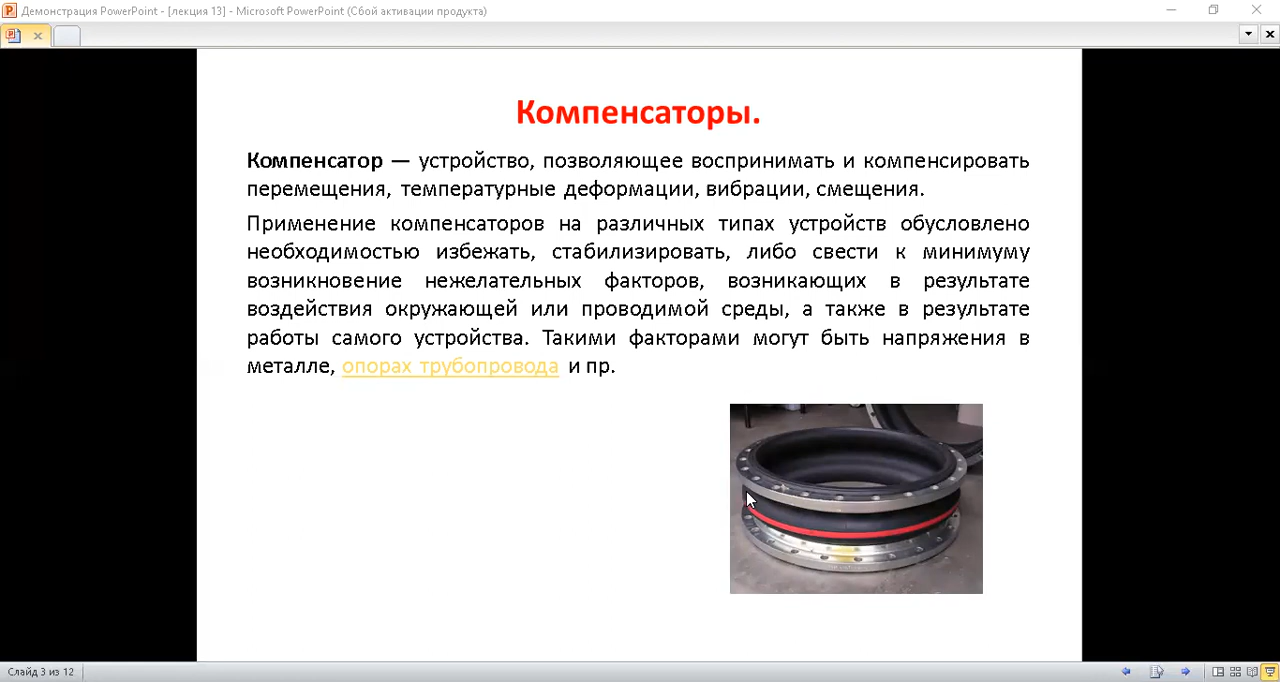 Демонстрация PowerPoint - [лекция 13] - Microsoft PowerPoint (Сбой активации продукта)
Компенсаторы.
Компенсатор — устройство, позволяющее воспринимать и компенсировать
перемещения, температурные деформации, вибрации, смещения.
Применение компенсаторов на различных типах устройств обусловлено
необходимостью избежать, стабилизировать, либо свести к минимуму
возникновение нежелательных факторов, возникающих в результате
воздействия окружающей или проводимой среды, а также в результате
работы самого устройства. Такими факторами могут быть напряжения в
металле, опорах трубопровода и пр.
Слайд 3 из 12